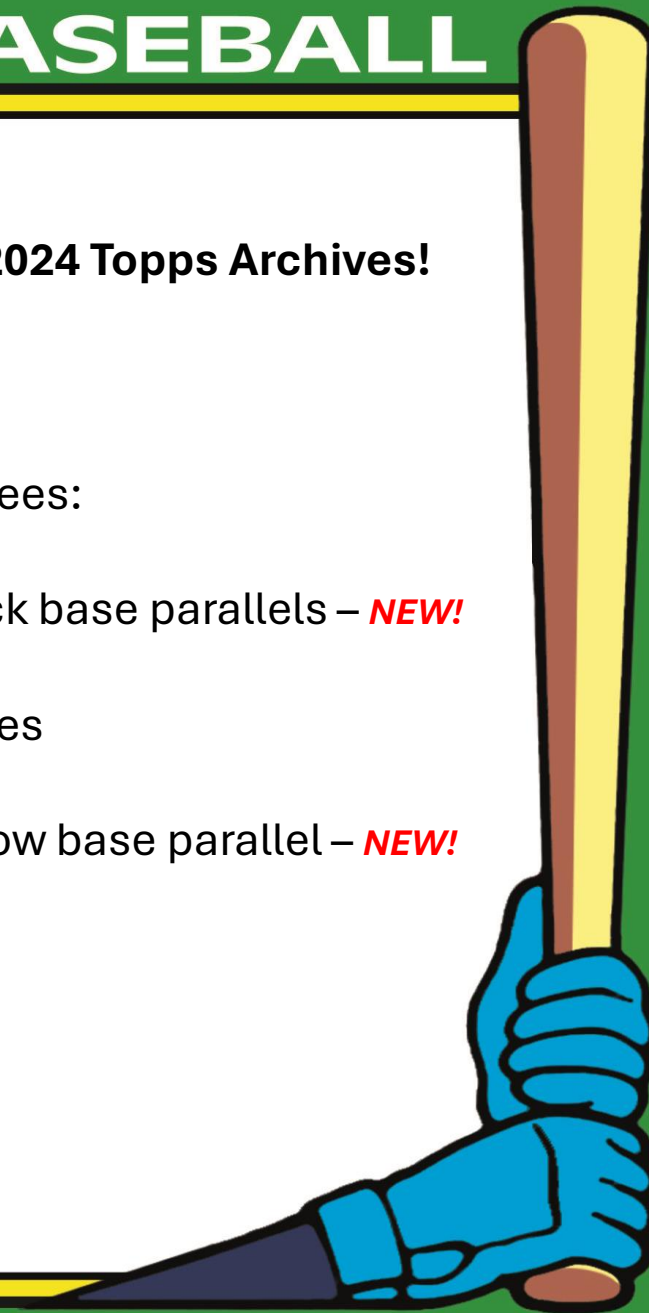 ASEBALL
2024 Topps Archives!
ees:
ck base parallels – NEW!
es
ow base parallel – NEW!